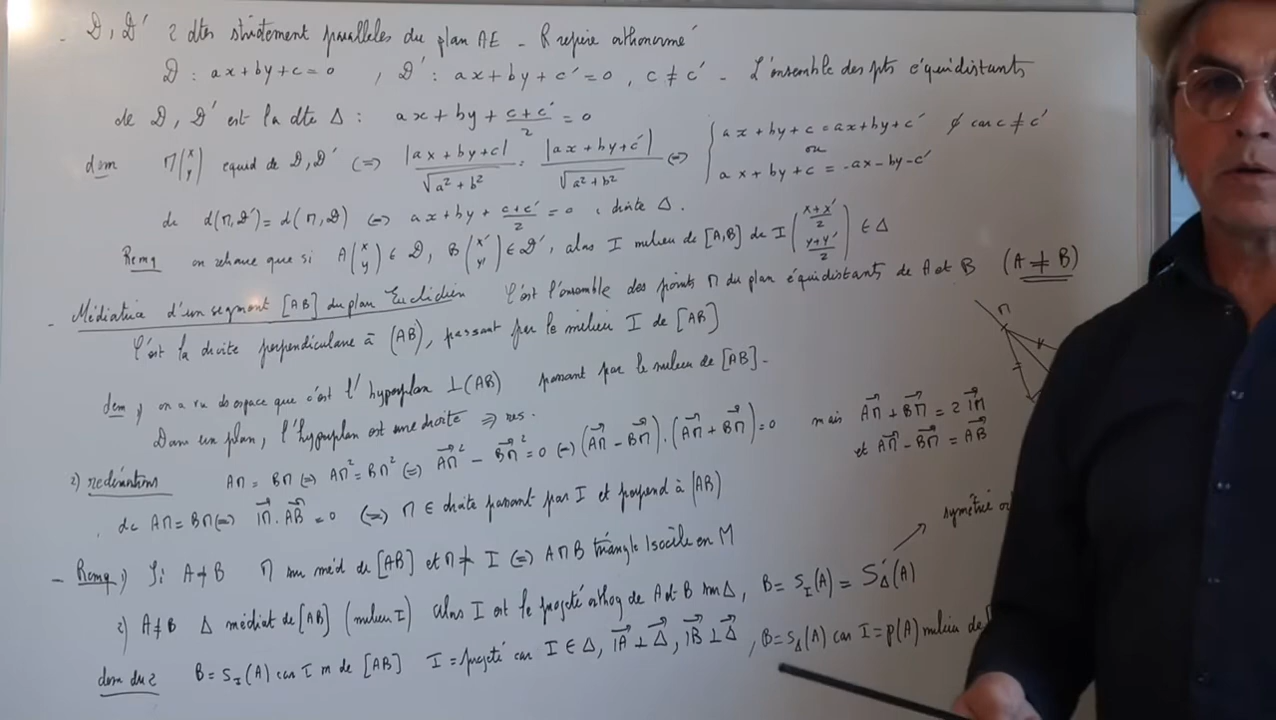 - D, D' 2 dtes strictement parallèles du plan AE - R repère orthonormé
D : ax+by+c=0 , D' : ax+by+c'=0 , c≠c' - L'ensemble des pts équidistants
de D, D' est la dte Δ : ax+by+(c+c')/2=0
dem M(x y) équid de D, D' (=) |ax+by+c|/√(a²+b²) = |ax+by+c'|/√(a²+b²) (=) { ax+by+c=ax+by+c' ∅ car c≠c' ou ax+by+c=-ax-by-c'
dc d(M,D')=d(M,D) (=) ax+by+(c+c')/2=0 , droite Δ.
Remq on retrouve que si A(x y) ∈ D, B(x' y') ∈ D', alors I milieu de [A,B] dc I((x+x')/2 (y+y')/2) ∈ Δ
- Médiatrice d'un segment [AB] du plan Euclidien C'est l'ensemble des points M du plan équidistants de A et B (A≠B)
C'est la droite perpendiculaire à (AB), passant par le milieu I de [AB]
dem 1) on a vu ds espace que c'est l'hyperplan ⊥(AB) passant par le milieu de [AB].
Dans un plan, l'hyperplan est une droite => res.
2) redémontrons AM=BM (=) AM²=BM² (=) AM²-BM²=0 (=) (AM-BM).(AM+BM)=0 mais AM+BM=2IM
et AM-BM=AB
dc AM=BM (=) IM.AB=0 (=) M ∈ droite passant par I et perpend à (AB)
symétrie
- Remq 1) Si A≠B M sur méd de [AB] et M≠I (=) AMB triangle Isocèle en M
2) A≠B Δ médiat de [AB] (milieu I) alors I est le projeté orthog de A et B sur Δ, B=S_I(A)=S_Δ(A)
dem du 2 B=S_I(A) car I m de [AB] I=projeté car I∈Δ, IA⊥Δ, IB⊥Δ, B=S_Δ(A) car I=p(A) milieu de
M